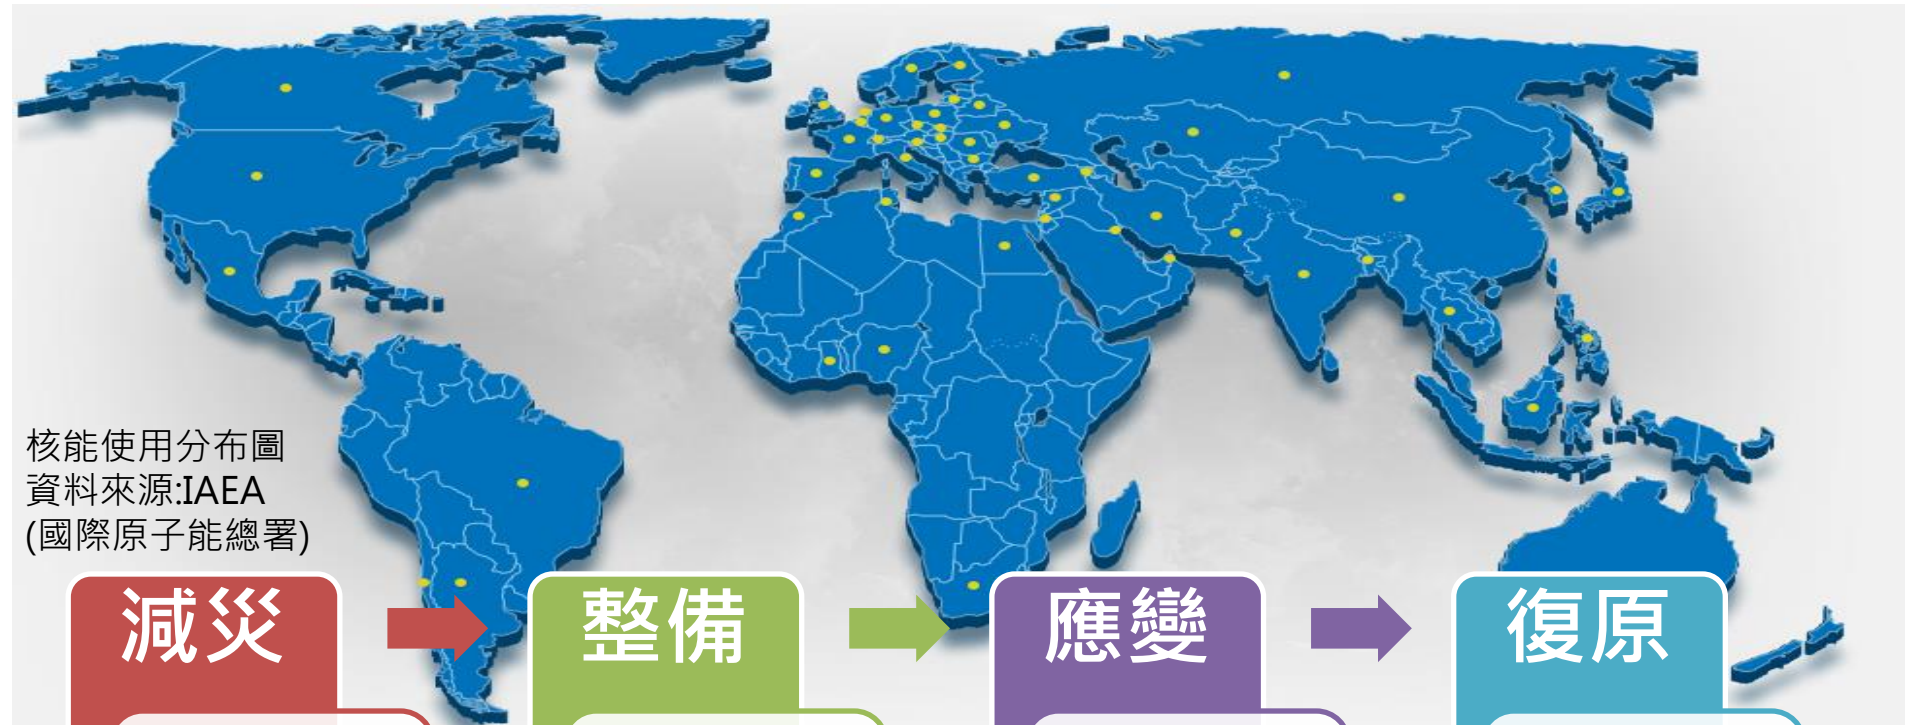 核能使用分布圖
資料來源:IAEA
(國際原子能總署)
減災
整備
應變
復原